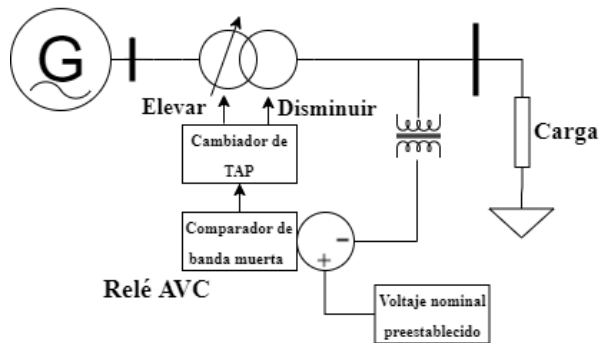 G
Elevar
Disminuir
Cambiador de
TAP
Carga
Comparador de
banda muerta
-
+
Relé AVC
Voltaje nominal
preestablecido